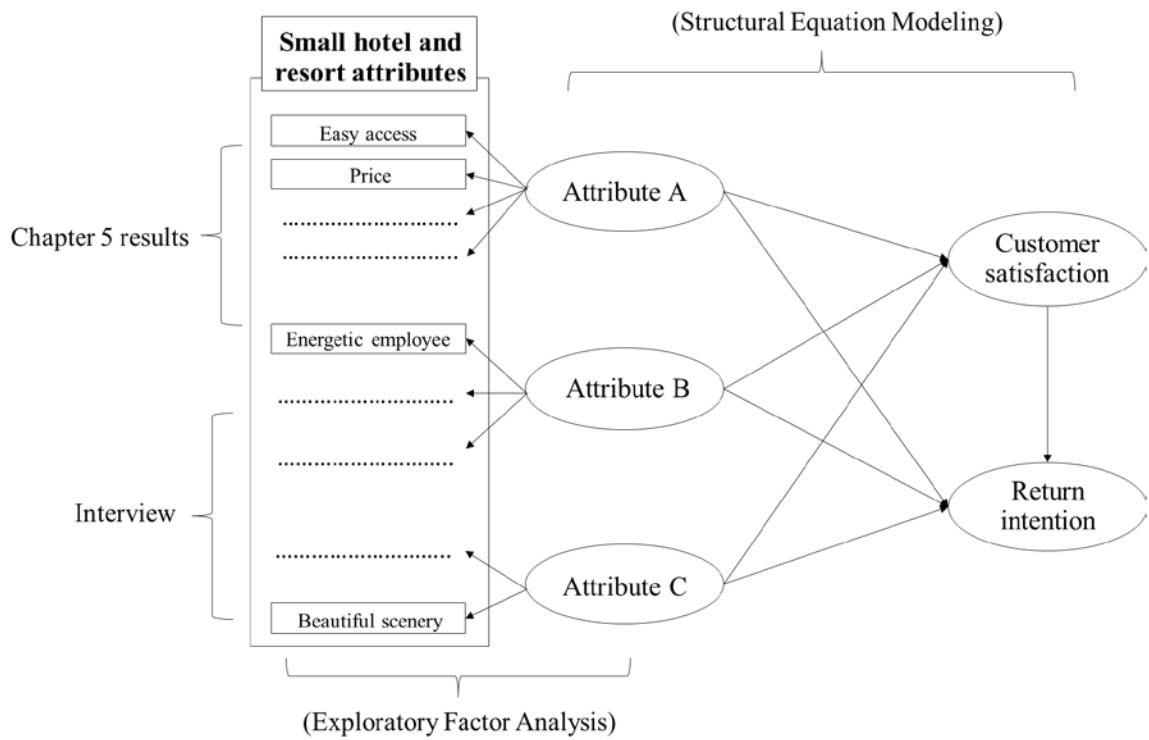 (Structural Equation Modeling)
Small hotel and
resort attributes
Easy access
Price
................................
................................
Chapter 5 results
Energetic employee
................................
................................
Interview
................................
Beautiful scenery
Attribute A
Attribute B
Attribute C
Customer
satisfaction
Return
intention
(Exploratory Factor Analysis)